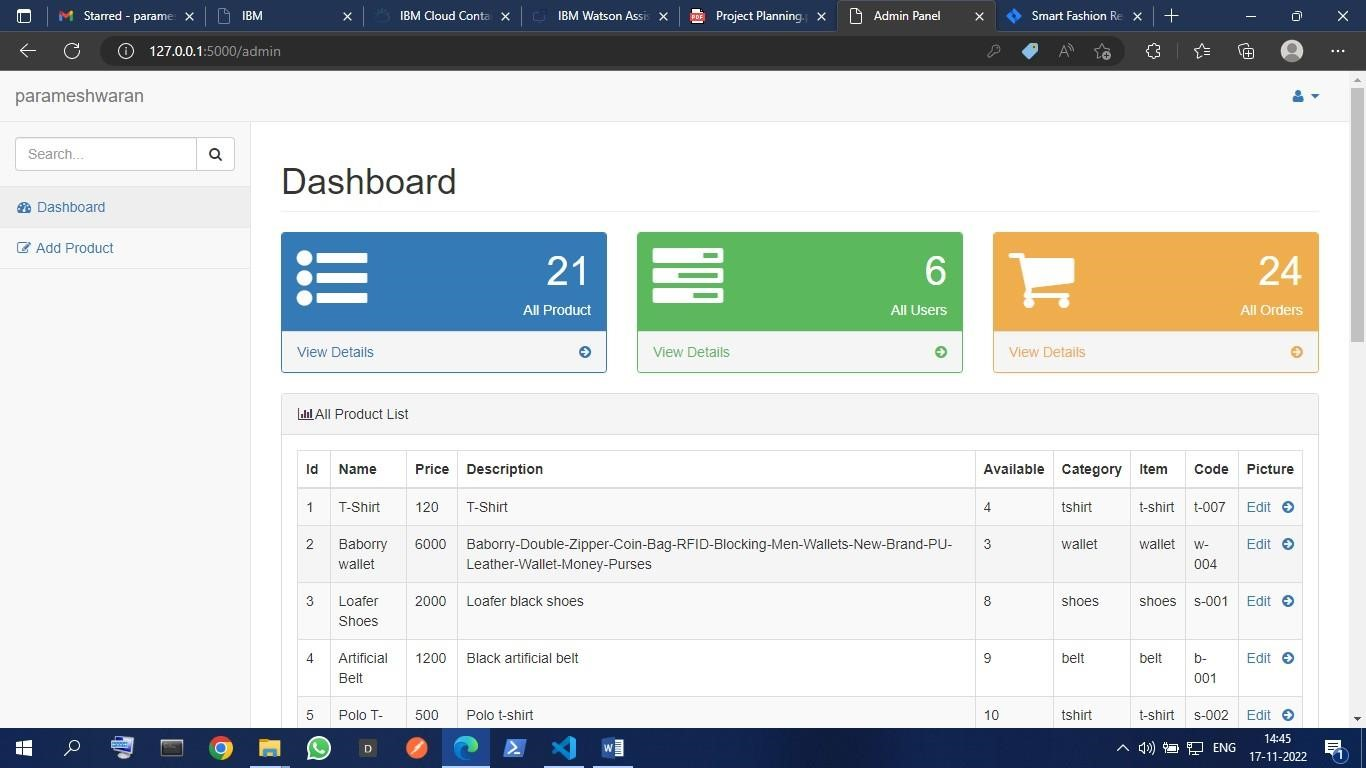 Starred - parame
IBM
IBM Cloud Conta
IBM Watson Assis
Project Planning.p
Admin Panel
Smart Fashion Re
127.0.0.1:5000/admin
parameshwaran
Search...
Dashboard
Add Product
Dashboard
21
All Product
View Details
6
All Users
View Details
24
All Orders
View Details
All Product List
Id Name Price Description Available Category Item Code Picture
1 T-Shirt 120 T-Shirt 4 tshirt t-shirt t-007 Edit
2 Baborry 6000 Baborry-Double-Zipper-Coin-Bag-RFID-Blocking-Men-Wallets-New-Brand-PU- 3 wallet wallet w- Edit
wallet Leather-Wallet-Money-Purses 004
3 Loafer 2000 Loafer black shoes 8 shoes shoes s-001 Edit
Shoes
4 Artificial 1200 Black artificial belt 9 belt belt b- Edit
Belt 001
5 Polo T- 500 Polo t-shirt 10 tshirt t-shirt s-002 Edit
ENG
14:45
17-11-2022
1